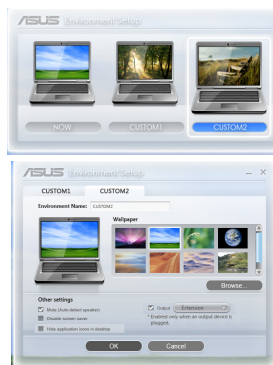 ASUS Environment Setup
NOW
CUSTOM1
CUSTOM2
ASUS Environment Setup
CUSTOM1
CUSTOM2
Environment Name: CUSTOM2
Wallpaper
Browse...
Other settings
Mute (Auto-detect speaker)
Disable screen saver
Hide application icons in desktop
Output
Extension
* Enabled only when an output device is
plugged.
OK
Cancel